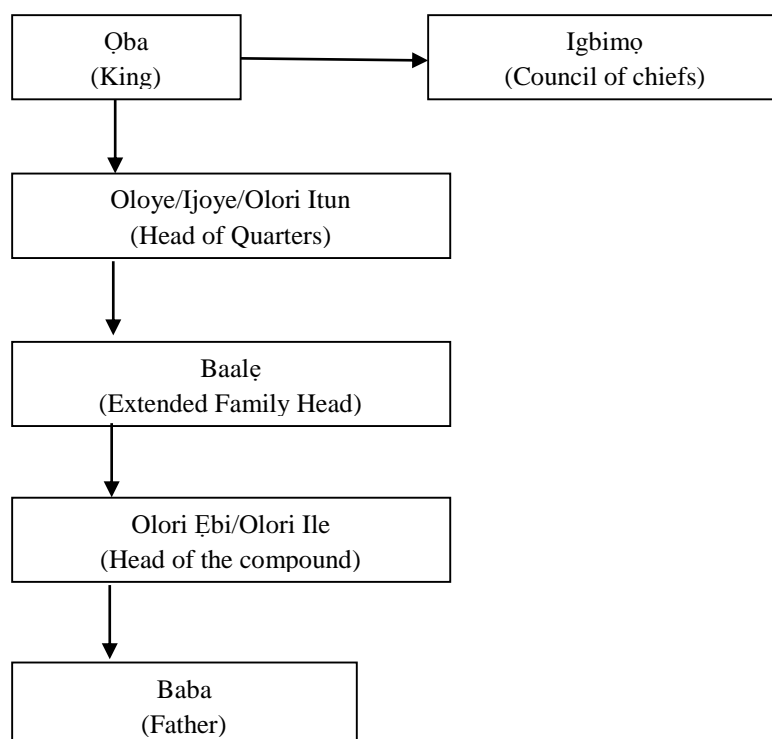 Ọba
(King)
Igbimọ
(Council of chiefs)
Oloye/Ijoye/Olori Itun
(Head of Quarters)
Baalẹ
(Extended Family Head)
Olori Ẹbi/Olori Ile
(Head of the compound)
Baba
(Father)